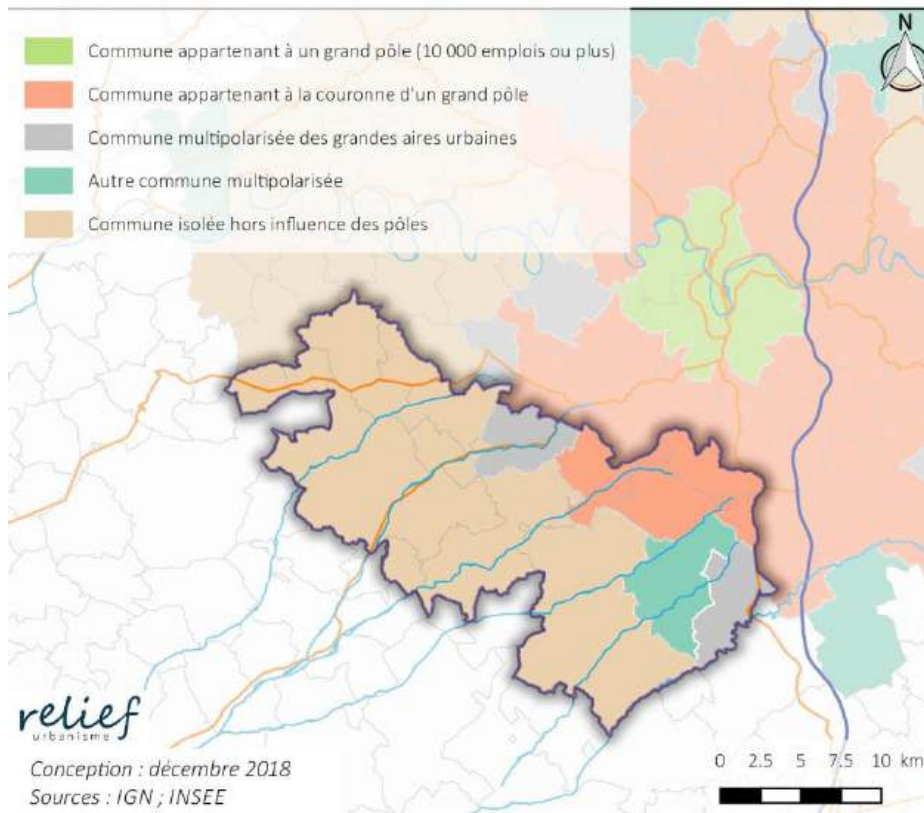 Commune appartenant à un grand pôle (10 000 emplois ou plus)
Commune appartenant à la couronne d'un grand pôle
Commune multipolarisée des grandes aires urbaines
Autre commune multipolarisée
Commune isolée hors influence des pôles
N
relief
urbanisme
Conception : décembre 2018
Sources : IGN ; INSEE
0 2.5 5 7.5 10 km